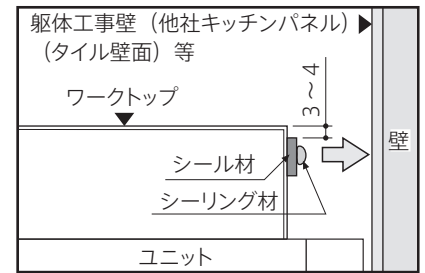 躯体工事壁（他社キッチンパネル）▶
（タイル壁面）等
ワークトップ
▼
3～4
壁
シール材
シーリング材
ユニット